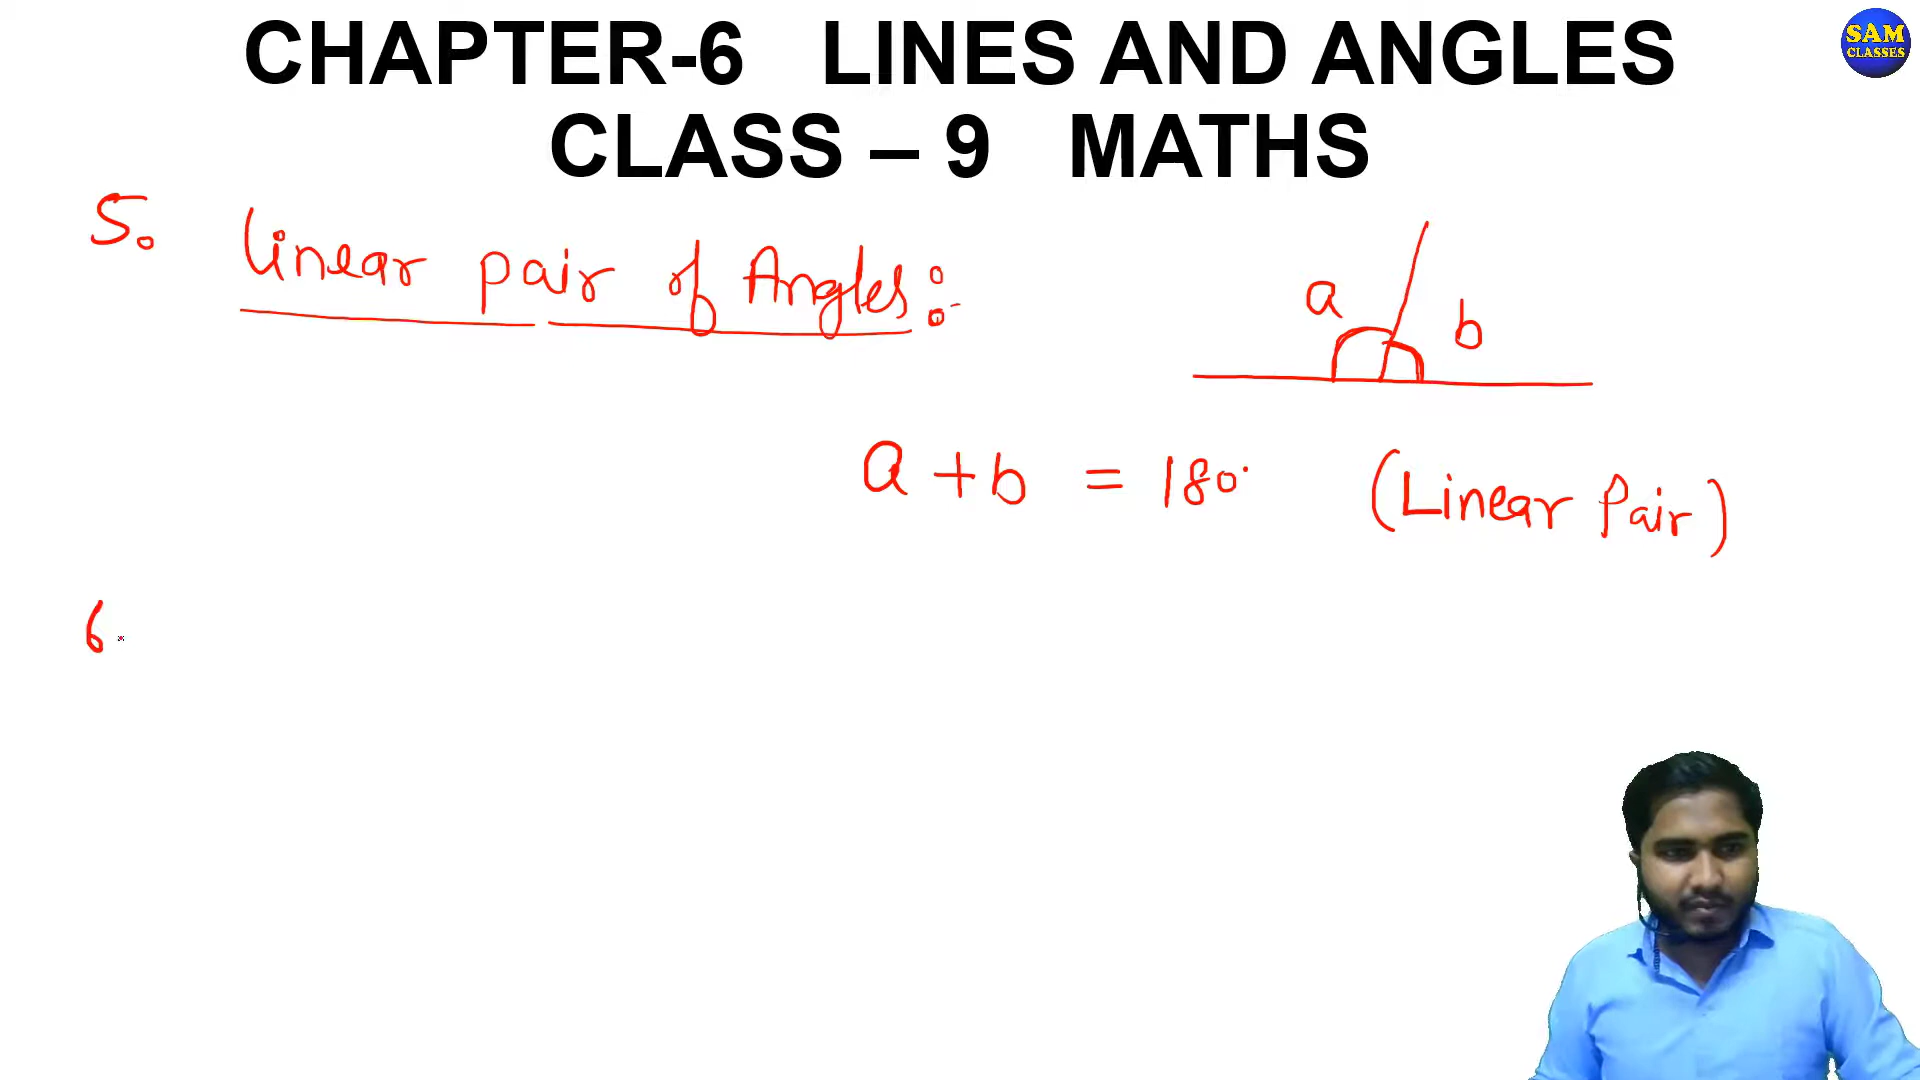 CHAPTER-6 LINES AND ANGLES
SAM
CLASSES
CLASS – 9 MATHS
5. Linear pair of Angles :-
a
b
a + b = 180° (Linear Pair)
6.